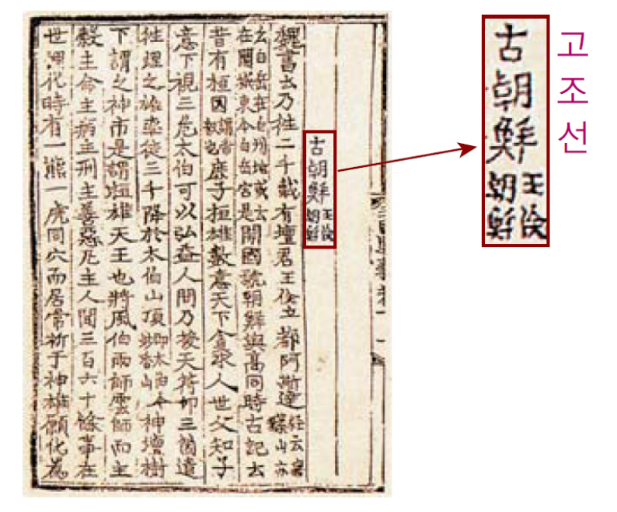 古朝鮮王儉朝鮮
魏書云乃往二千載有壇君王儉立都阿斯達經云無葉山亦
云白岳在白州地或云在開城東今白岳宮是開國號朝鮮與高同時古記云
昔有桓因謂帝釋也庶子桓雄數意天下貪求人世父知子
意下視三危太伯可以弘益人間乃授天符印三箇遣
往理之雄率徒三千降於太伯山頂即太伯今妙香山神壇樹
下謂之神市是謂桓雄天王也將風伯雨師雲師而主
穀主命主病主刑主善惡凡主人間三百六十餘事在
世理化時有一熊一虎同穴而居常祈于神雄願化為
古朝鮮
王儉
朝鮮
고조선